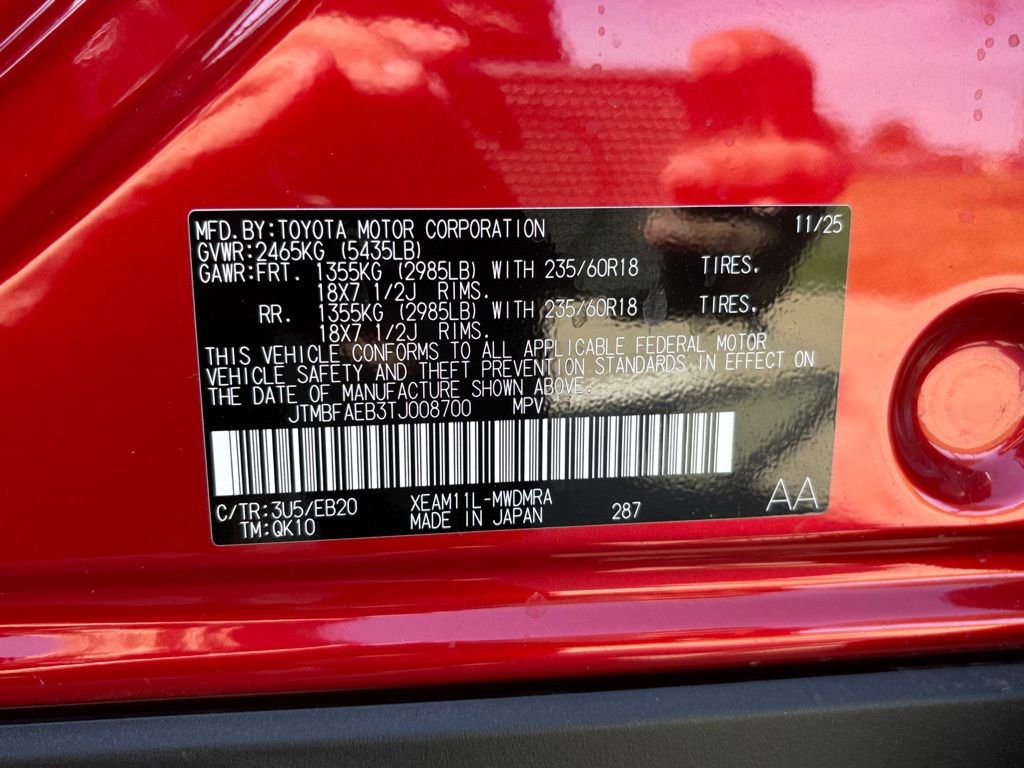 MFD.BY:TOYOTA MOTOR CORPORATION 11/25
GVWR:2465KG (5435LB)
GAWR:FRT. 1355KG (2985LB) WITH 235/60R18 TIRES.
18X7 1/2J RIMS.
RR. 1355KG (2985LB) WITH 235/60R18 TIRES.
18X7 1/2J RIMS.
THIS VEHICLE CONFORMS TO ALL APPLICABLE FEDERAL MOTOR
VEHICLE SAFETY AND THEFT PREVENTION STANDARDS IN EFFECT ON
THE DATE OF MANUFACTURE SHOWN ABOVE.
JTMBFAEB3TJ008700 MPV
C/TR:3U5/EB20 XEAM11L-MWDMRA AA
TM:QK10 MADE IN JAPAN 287